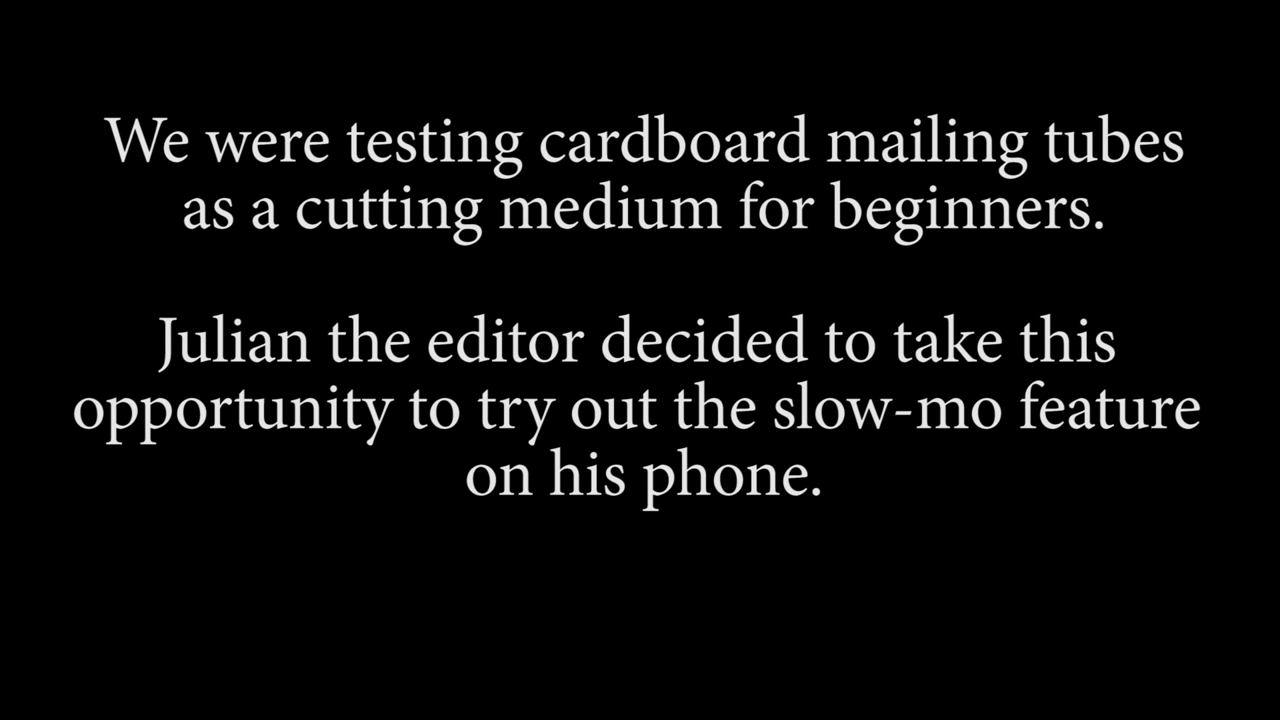 We were testing cardboard mailing tubes
as a cutting medium for beginners.
Julian the editor decided to take this
opportunity to try out the slow-mo feature
on his phone.